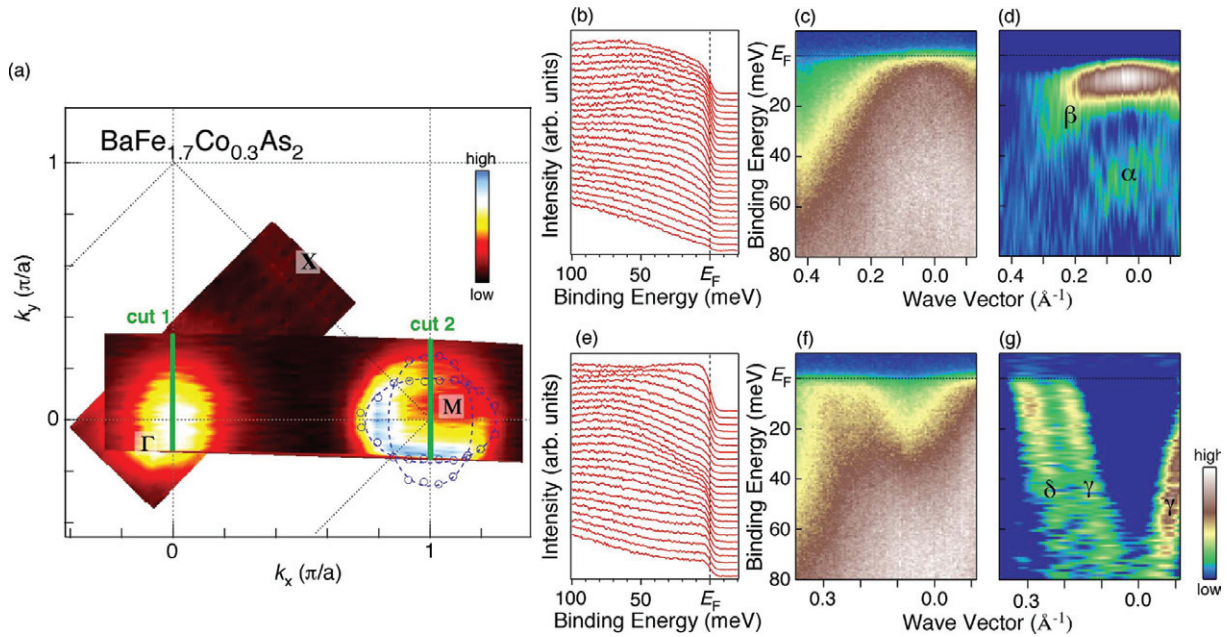 (a)
BaFe1.7Co0.3As2
high
low
X
cut 1
cut 2
M
Γ
1
0
ky (π/a)
0
1
kx (π/a)
(b)
Intensity (arb. units)
100
50
EF
Binding Energy (meV)
(c)
EF
20
40
60
80
Binding Energy (meV)
0.4
0.2
0.0
Wave Vector (Å-1)
(d)
β
α
0.4
0.2
0.0
(e)
Intensity (arb. units)
100
50
EF
Binding Energy (meV)
(f)
EF
20
40
60
80
Binding Energy (meV)
0.3
0.0
Wave Vector (Å-1)
(g)
δ
γ
γ
0.3
0.0
high
low